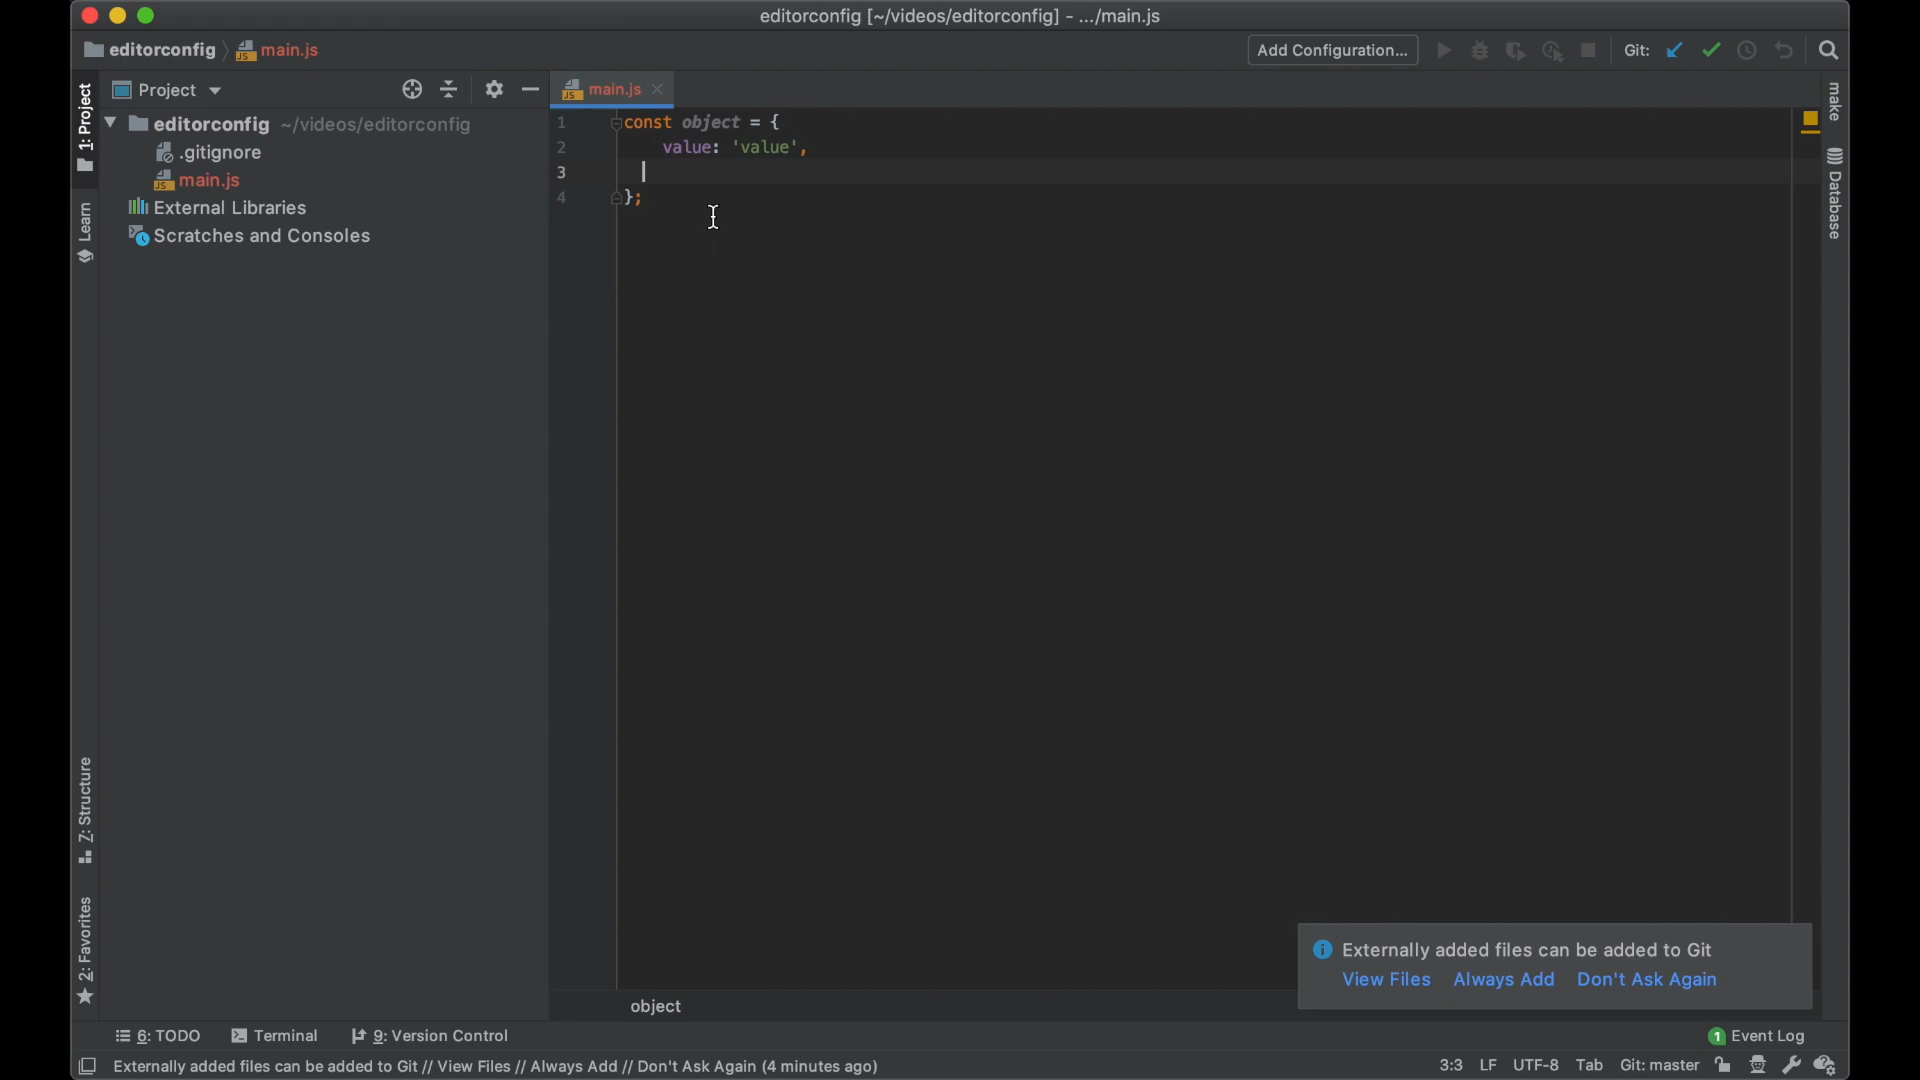 editorconfig [~/videos/editorconfig] - .../main.js
editorconfig main.js
Add Configuration...
Git:
Project
main.js
editorconfig ~/videos/editorconfig
.gitignore
main.js
External Libraries
Scratches and Consoles
1 const object = {
2 value: 'value',
3
4 };
1: Project
Learn
Z: Structure
2: Favorites
make
Database
Externally added files can be added to Git
View Files Always Add Don't Ask Again
object
6: TODO Terminal 9: Version Control
1 Event Log
Externally added files can be added to Git // View Files // Always Add // Don't Ask Again (4 minutes ago)
3:3 LF UTF-8 Tab Git: master